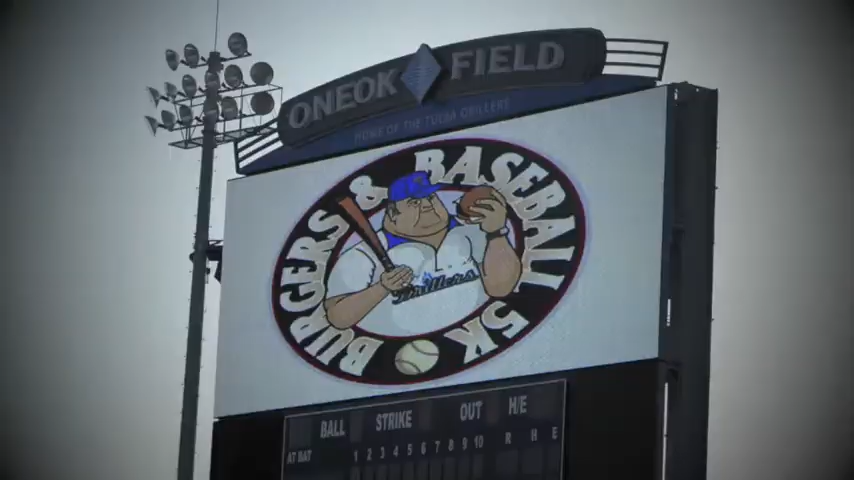 ONEOK FIELD
HOME OF THE TULSA DRILLERS
BURGERS & BASEBALL 5K
Drillers
BALL STRIKE OUT H/E
AT BAT 1 2 3 4 5 6 7 8 9 10 R H E